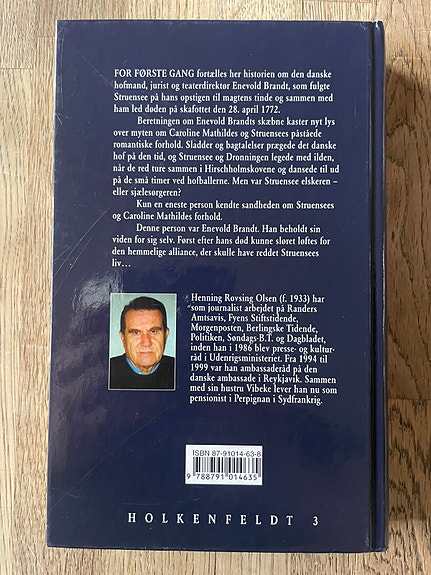 FOR FØRSTE GANG fortælles her historien om den danske
hofmand, jurist og teaterdirektør Enevold Brandt, som fulgte
Struensee på hans opstigen til magtens tinde og sammen med
ham led døden på skafottet den 28. april 1772.
Beretningen om Enevold Brandts skæbne kaster nyt lys
over myten om Caroline Mathildes og Struensees påståede
romantiske forhold. Sladder og bagtalelser prægede det danske
hof på den tid, og Struensee og Dronningen legede med ilden,
når de red ture sammen i Hirschholmskovene og dansede til ud
på de små timer ved hofballerne. Men var Struensee elskeren –
eller sjælesorgeren?
Kun en eneste person kendte sandheden om Struensees
og Caroline Mathildes forhold.
Denne person var Enevold Brandt. Han beholdt sin
viden for sig selv. Først efter hans død kunne sløret løftes for
den hemmelige alliance, der skulle have reddet Struensees
liv…
Henning Rovsing Olsen (f. 1933) har
som journalist arbejdet på Randers
Amtsavis, Fyens Stiftstidende,
Morgenposten, Berlingske Tidende,
Politiken, Søndags-B.T. og Dagbladet,
inden han i 1986 blev presse- og kultur-
råd i Udenrigsministeriet. Fra 1994 til
1999 var han ambassaderåd på den
danske ambassade i Reykjavik. Sammen
med sin hustru Vibeke lever han nu som
pensionist i Perpignan i Sydfrankrig.
ISBN 87-91014-63-8
9 788791 014635
HOLKENFELDT 3